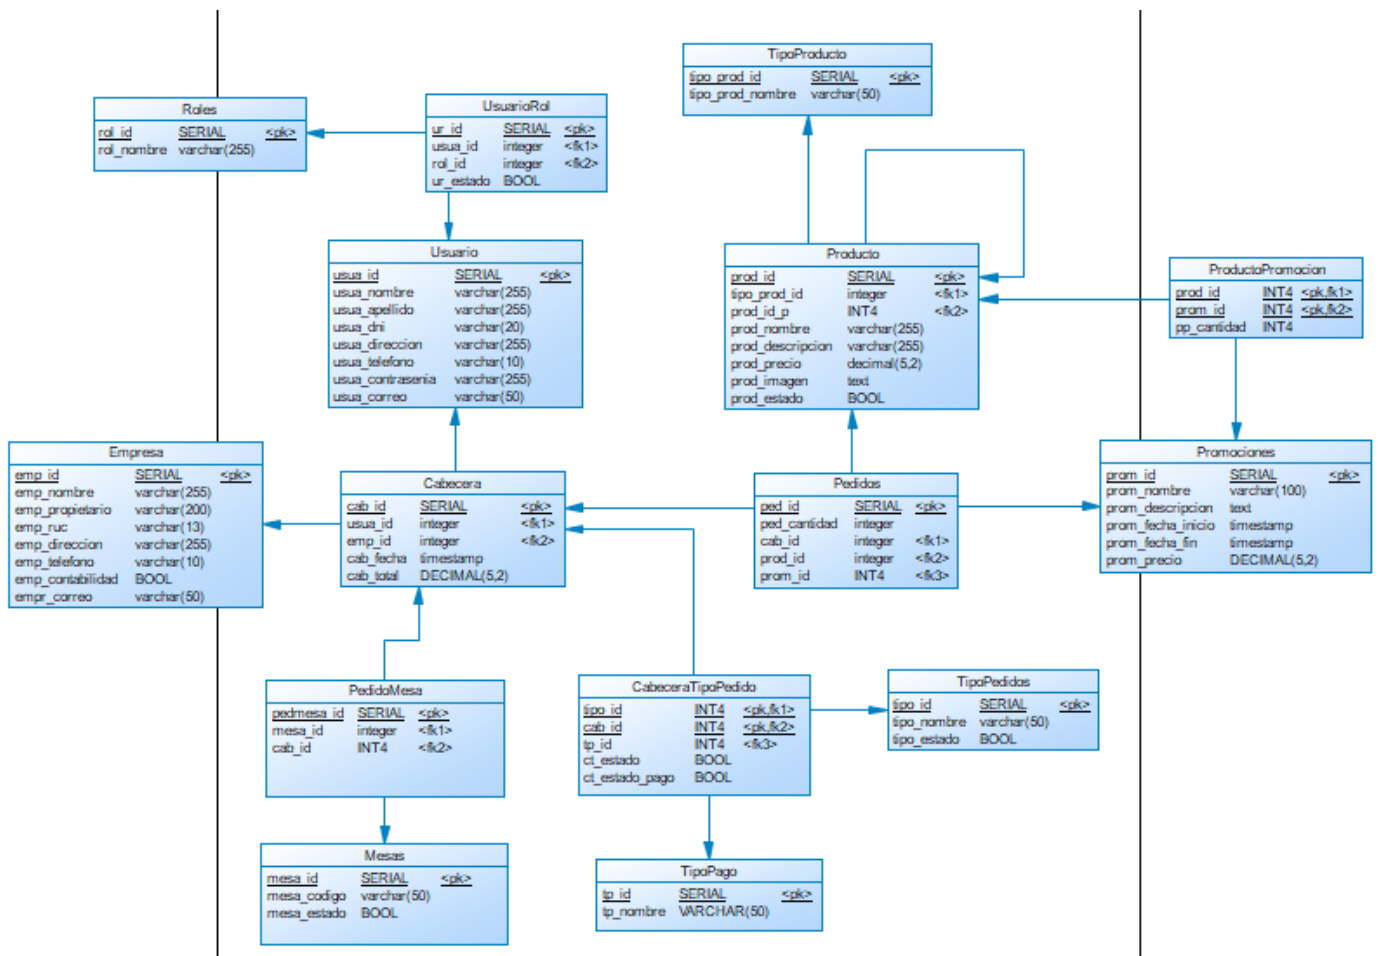 TipoProducto
tipo_prod_id SERIAL <pk>
tipo_prod_nombre varchar(50)
Roles
rol_id SERIAL <pk>
rol_nombre varchar(255)
UsuarioRol
ur_id SERIAL <pk>
usua_id integer <fk1>
rol_id integer <fk2>
ur_estado BOOL
Usuario
usua_id SERIAL <pk>
usua_nombre varchar(255)
usua_apellido varchar(255)
usua_dni varchar(20)
usua_direccion varchar(255)
usua_telefono varchar(10)
usua_contrasenia varchar(255)
usua_correo varchar(50)
Producto
prod_id SERIAL <pk>
tipo_prod_id integer <fk1>
prod_id_p INT4 <fk2>
prod_nombre varchar(255)
prod_descripcion varchar(255)
prod_precio decimal(5,2)
prod_imagen text
prod_estado BOOL
ProductoPromocion
prod_id INT4 <pk,fk1>
prom_id INT4 <pk,fk2>
pp_cantidad INT4
Empresa
emp_id SERIAL <pk>
emp_nombre varchar(255)
emp_propietario varchar(200)
emp_ruc varchar(13)
emp_direccion varchar(255)
emp_telefono varchar(10)
emp_contabilidad BOOL
empr_correo varchar(50)
Cabecera
cab_id SERIAL <pk>
usua_id integer <fk1>
emp_id integer <fk2>
cab_fecha timestamp
cab_total DECIMAL(5,2)
Pedidos
ped_id SERIAL <pk>
ped_cantidad integer
cab_id integer <fk1>
prod_id integer <fk2>
prom_id INT4 <fk3>
Promociones
prom_id SERIAL <pk>
prom_nombre varchar(100)
prom_descripcion text
prom_fecha_inicio timestamp
prom_fecha_fin timestamp
prom_precio DECIMAL(5,2)
PedidoMesa
pedmesa_id SERIAL <pk>
mesa_id integer <fk1>
cab_id INT4 <fk2>
CabeceraTipoPedido
tipo_id INT4 <pk,fk1>
cab_id INT4 <pk,fk2>
tp_id INT4 <fk3>
ct_estado BOOL
ct_estado_pago BOOL
TipoPedidos
tipo_id SERIAL <pk>
tipo_nombre varchar(50)
tipo_estado BOOL
Mesas
mesa_id SERIAL <pk>
mesa_codigo varchar(50)
mesa_estado BOOL
TipoPago
tp_id SERIAL <pk>
tp_nombre VARCHAR(50)